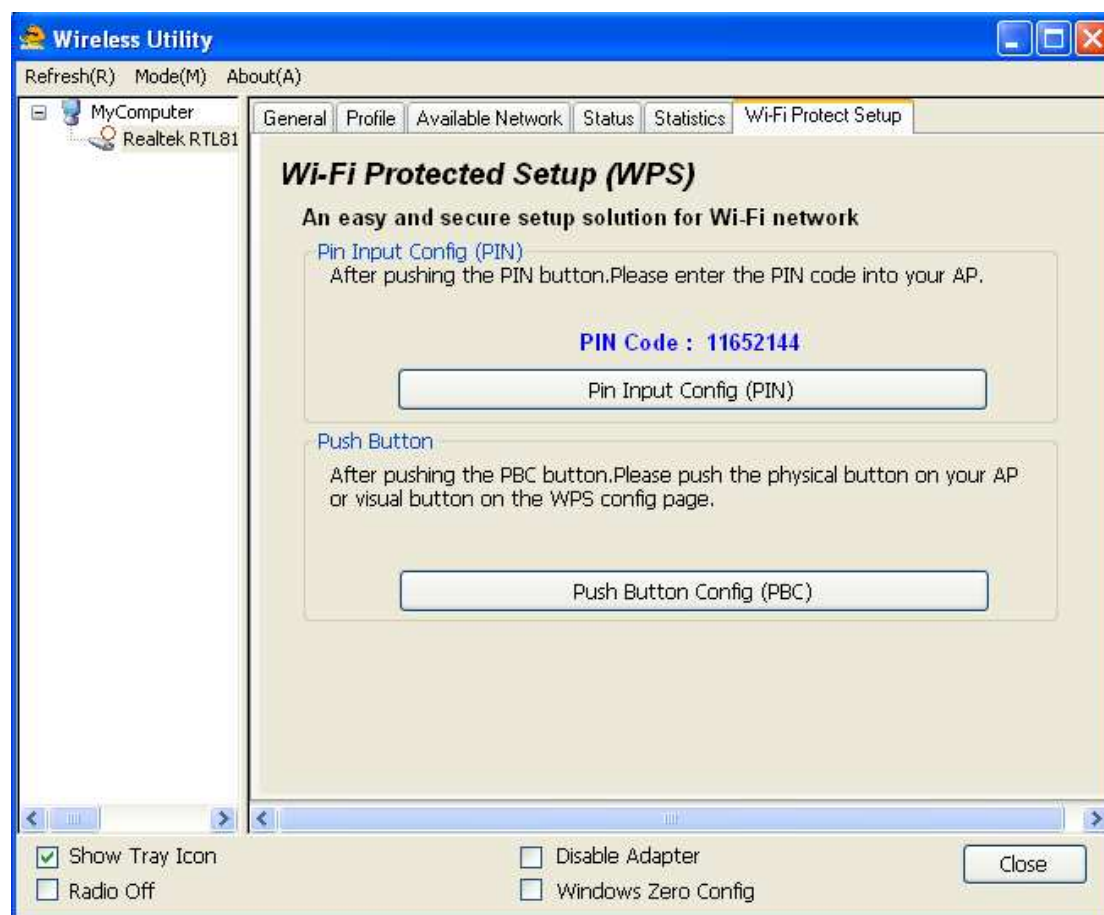 Wireless Utility
Refresh(R) Mode(M) About(A)
MyComputer
Realtek RTL81
General Profile Available Network Status Statistics Wi-Fi Protect Setup
Wi-Fi Protected Setup (WPS)
An easy and secure setup solution for Wi-Fi network
Pin Input Config (PIN)
After pushing the PIN button.Please enter the PIN code into your AP.
PIN Code : 11652144
Pin Input Config (PIN)
Push Button
After pushing the PBC button.Please push the physical button on your AP
or visual button on the WPS config page.
Push Button Config (PBC)
Show Tray Icon
Radio Off
Disable Adapter
Windows Zero Config
Close